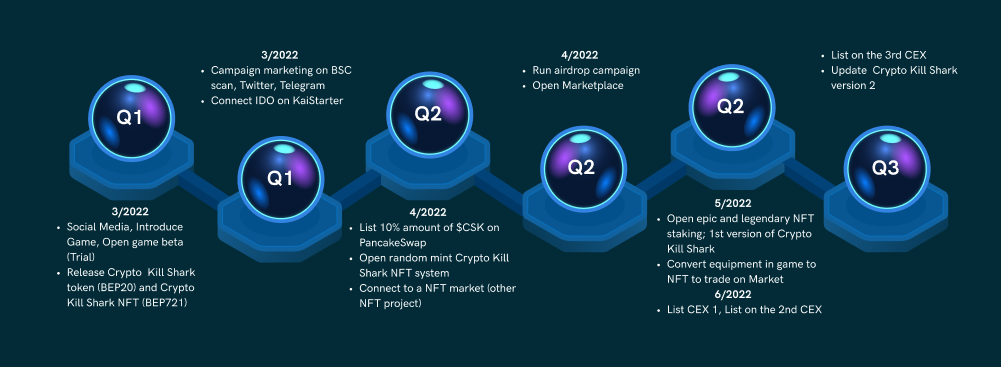 Q1
3/2022
Social Media, Introduce
Game, Open game beta
(Trial)
Release Crypto Kill Shark
token (BEP20) and Crypto
Kill Shark NFT (BEP721)
3/2022
Campaign marketing on BSC
scan, Twitter, Telegram
Connect IDO on KaiStarter
Q1
Q2
4/2022
List 10% amount of $CSK on
PancakeSwap
Open random mint Crypto Kill
Shark NFT system
Connect to a NFT market (other
NFT project)
4/2022
Run airdrop campaign
Open Marketplace
Q2
Q2
5/2022
Open epic and legendary NFT
staking; 1st version of Crypto
Kill Shark
Convert equipment in game to
NFT to trade on Market
6/2022
List CEX 1, List on the 2nd CEX
List on the 3rd CEX
Update Crypto Kill Shark
version 2
Q3